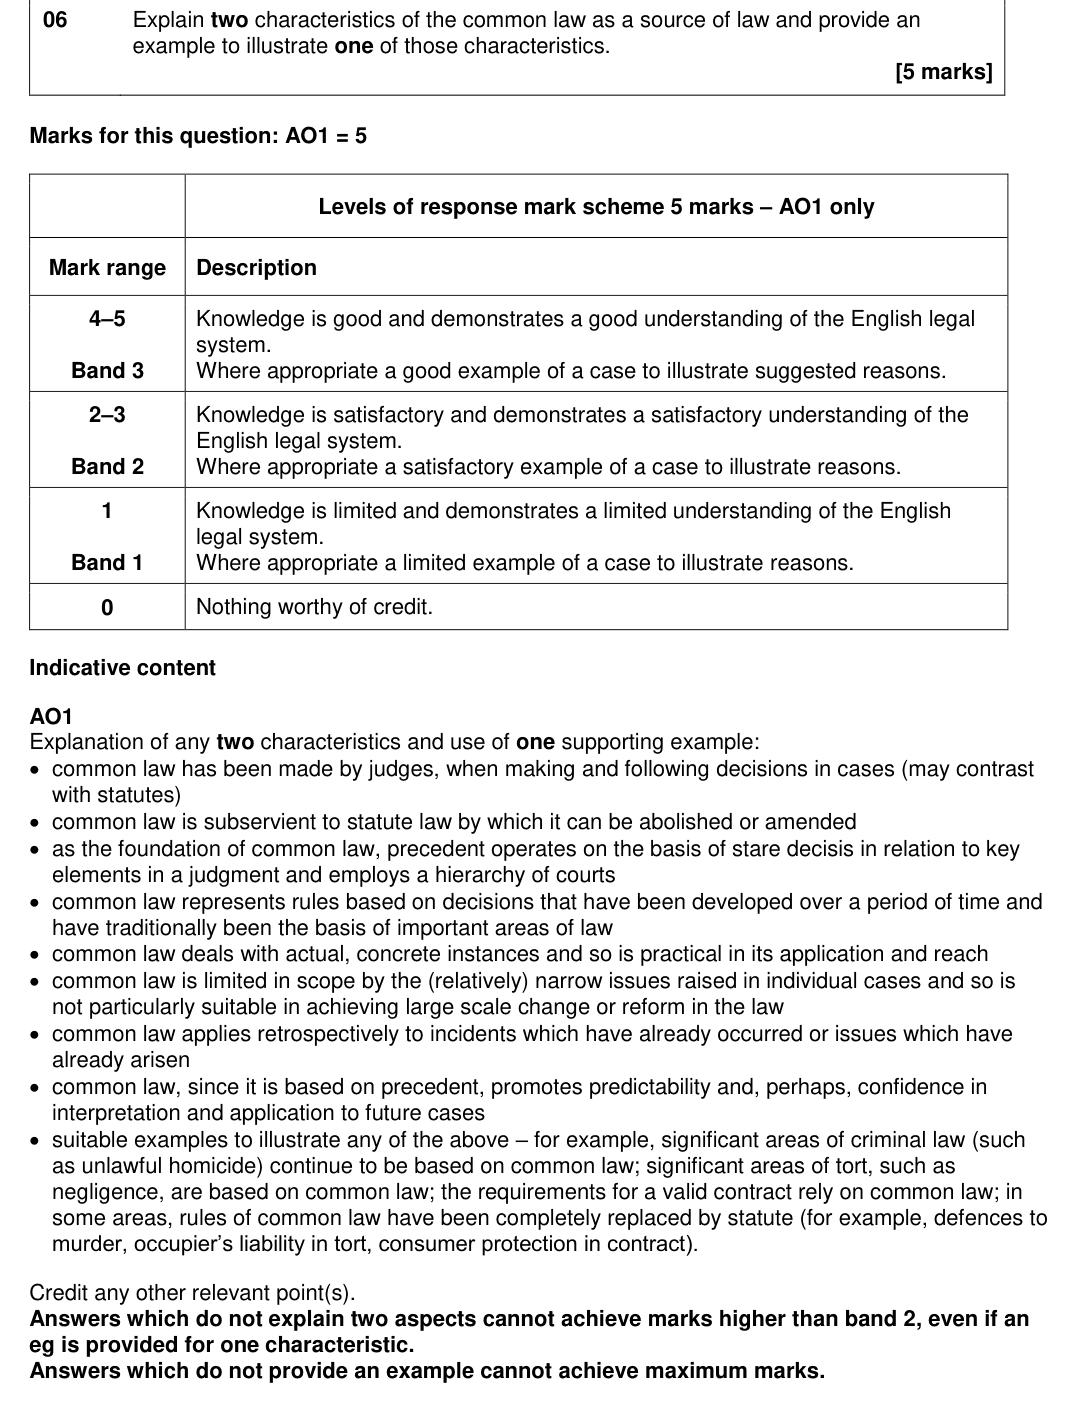 06 Explain two characteristics of the common law as a source of law and provide an
example to illustrate one of those characteristics.
[5 marks]
Marks for this question: AO1 = 5
Levels of response mark scheme 5 marks – AO1 only
Mark range Description
4–5 Knowledge is good and demonstrates a good understanding of the English legal
system.
Band 3 Where appropriate a good example of a case to illustrate suggested reasons.
2–3 Knowledge is satisfactory and demonstrates a satisfactory understanding of the
English legal system.
Band 2 Where appropriate a satisfactory example of a case to illustrate reasons.
1 Knowledge is limited and demonstrates a limited understanding of the English
legal system.
Band 1 Where appropriate a limited example of a case to illustrate reasons.
0 Nothing worthy of credit.
Indicative content
AO1
Explanation of any two characteristics and use of one supporting example:
• common law has been made by judges, when making and following decisions in cases (may contrast
with statutes)
• common law is subservient to statute law by which it can be abolished or amended
• as the foundation of common law, precedent operates on the basis of stare decisis in relation to key
elements in a judgment and employs a hierarchy of courts
• common law represents rules based on decisions that have been developed over a period of time and
have traditionally been the basis of important areas of law
• common law deals with actual, concrete instances and so is practical in its application and reach
• common law is limited in scope by the (relatively) narrow issues raised in individual cases and so is
not particularly suitable in achieving large scale change or reform in the law
• common law applies retrospectively to incidents which have already occurred or issues which have
already arisen
• common law, since it is based on precedent, promotes predictability and, perhaps, confidence in
interpretation and application to future cases
• suitable examples to illustrate any of the above – for example, significant areas of criminal law (such
as unlawful homicide) continue to be based on common law; significant areas of tort, such as
negligence, are based on common law; the requirements for a valid contract rely on common law; in
some areas, rules of common law have been completely replaced by statute (for example, defences to
murder, occupier’s liability in tort, consumer protection in contract).
Credit any other relevant point(s).
Answers which do not explain two aspects cannot achieve marks higher than band 2, even if an
eg is provided for one characteristic.
Answers which do not provide an example cannot achieve maximum marks.